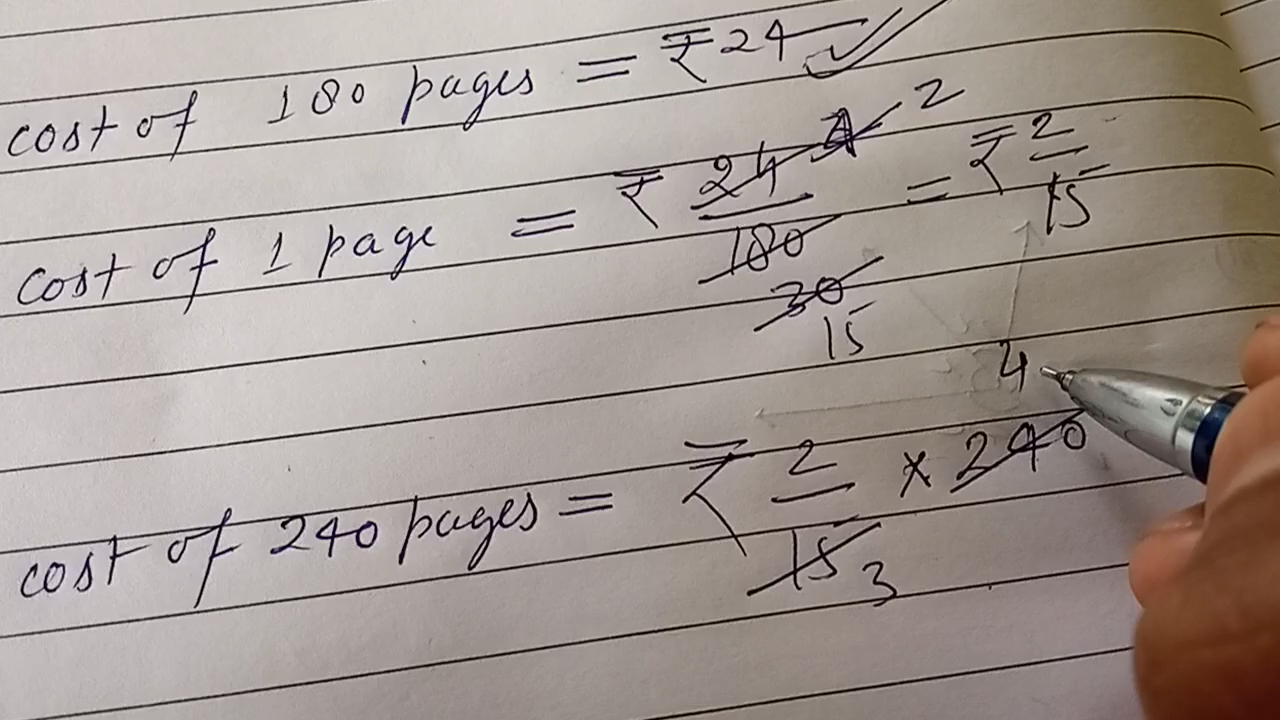 cost of 180 pages = ₹24
cost of 1 page = ₹ 24/180 4 2 30 15 = ₹ 2/15
4
cost of 240 pages = ₹ 2/15 × 240
3